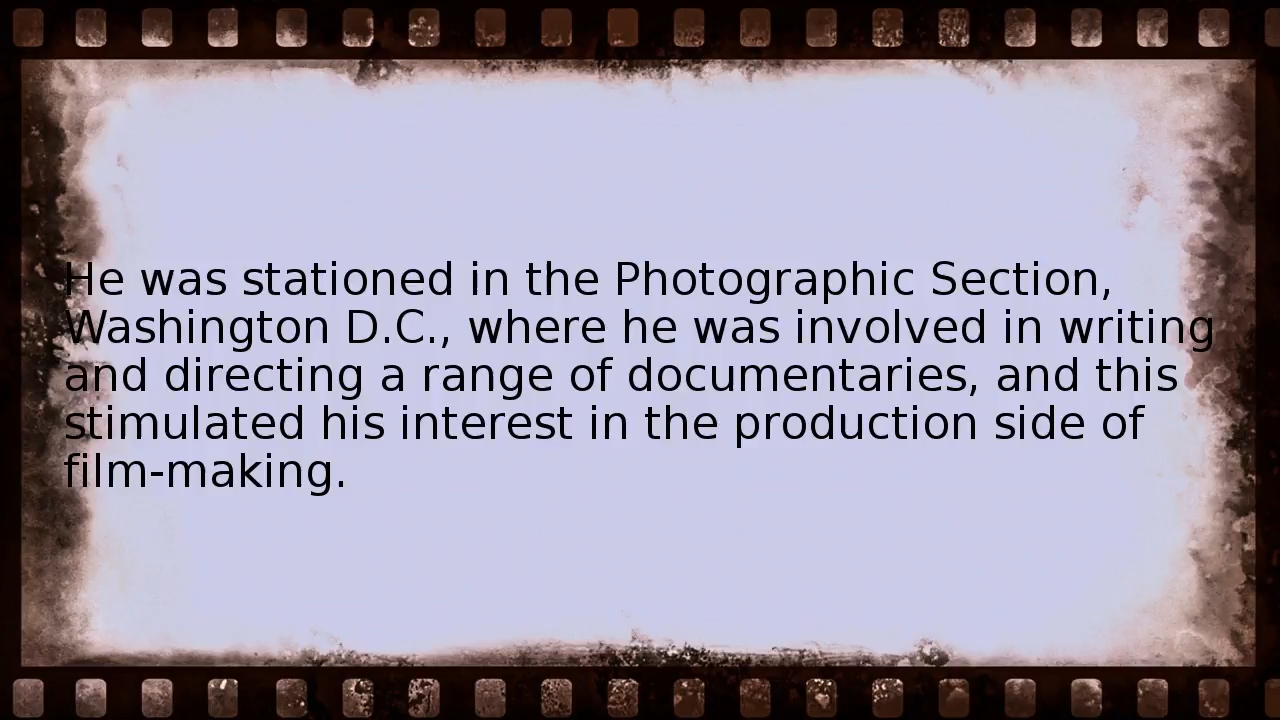 He was stationed in the Photographic Section,
Washington D.C., where he was involved in writing
and directing a range of documentaries, and this
stimulated his interest in the production side of
film-making.